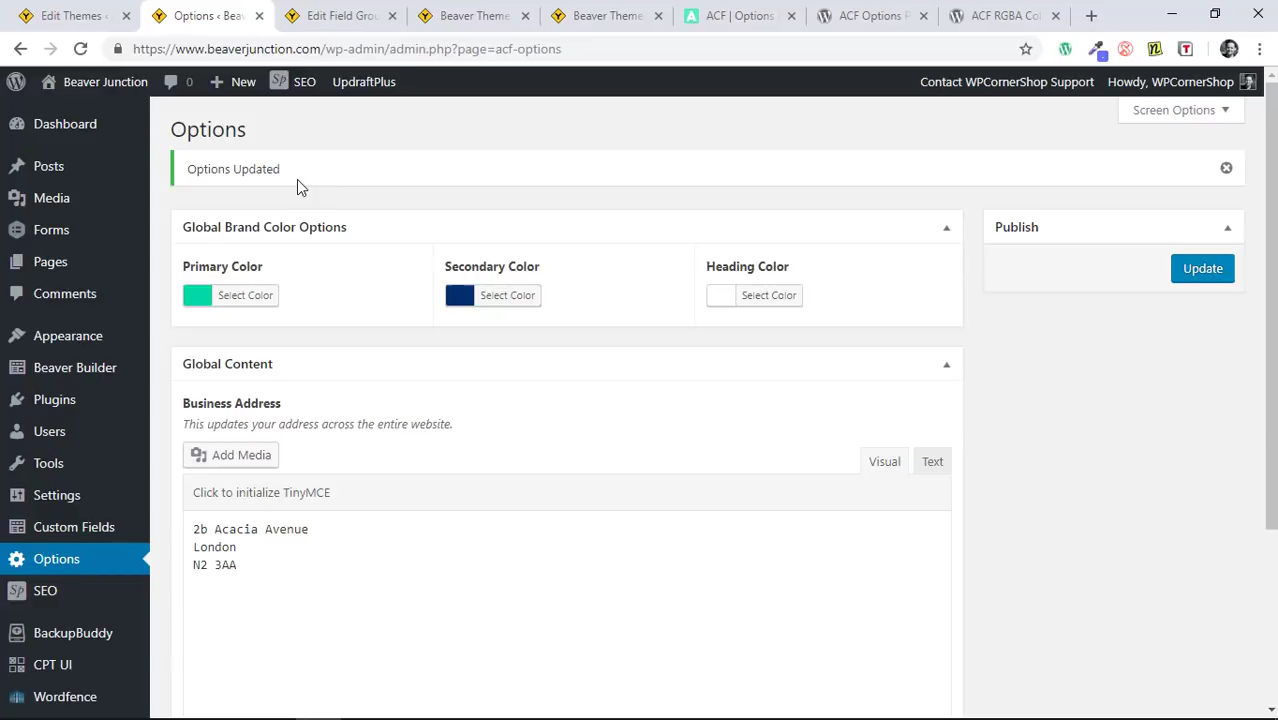 Edit Themes ‹
Options ‹ Bea
Edit Field Grou
Beaver Theme
Beaver Theme
ACF | Options
ACF Options P
ACF RGBA Col
https://www.beaverjunction.com/wp-admin/admin.php?page=acf-options
Beaver Junction
0
New
SEO
UpdraftPlus
Contact WPCornerShop Support
Howdy, WPCornerShop
Dashboard
Posts
Media
Forms
Pages
Comments
Appearance
Beaver Builder
Plugins
Users
Tools
Settings
Custom Fields
Options
SEO
BackupBuddy
CPT UI
Wordfence
Screen Options
Options
Options Updated
Global Brand Color Options
Primary Color
Select Color
Secondary Color
Select Color
Heading Color
Select Color
Publish
Update
Global Content
Business Address
This updates your address across the entire website.
Add Media
Visual
Text
Click to initialize TinyMCE
2b Acacia Avenue
London
N2 3AA